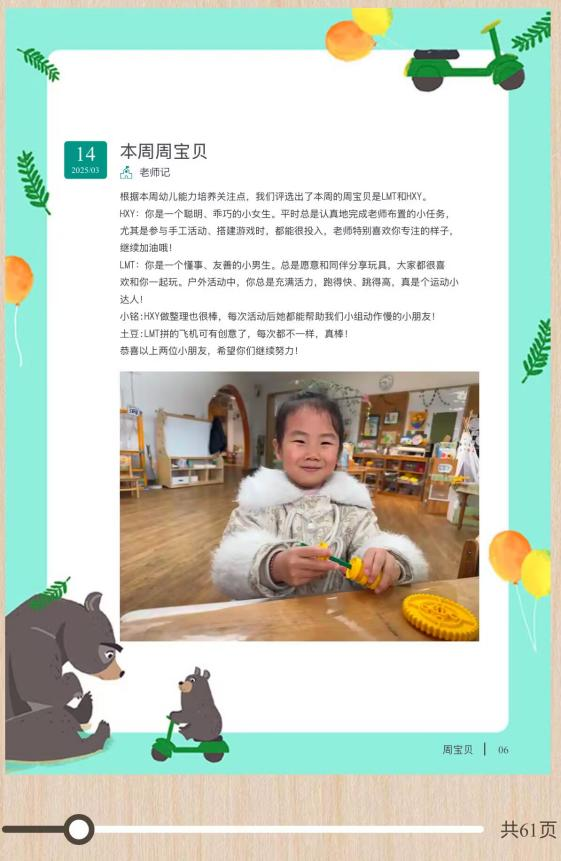 14
2025/03
本周周宝贝
老师记
根据本周幼儿能力培养关注点，我们评选出了本周的周宝贝是LMT和HXY。
HXY：你是一个聪明、乖巧的小女生。平时总是认真地完成老师布置的小任务，
尤其是参与手工活动、搭建游戏时，都能很投入，老师特别喜欢你专注的样子，
继续加油哦！
LMT：你是一个懂事、友善的小男生。总是愿意和同伴分享玩具，大家都很喜
欢和你一起玩。户外活动中，你总是充满活力，跑得快、跳得高，真是个运动小
达人！
小铭:HXY做整理也很棒，每次活动后她都能帮助我们小组动作慢的小朋友！
土豆:LMT拼的飞机可有创意了，每次都不一样，真棒！
恭喜以上两位小朋友，希望你们继续努力！
周宝贝 | 06
共61页